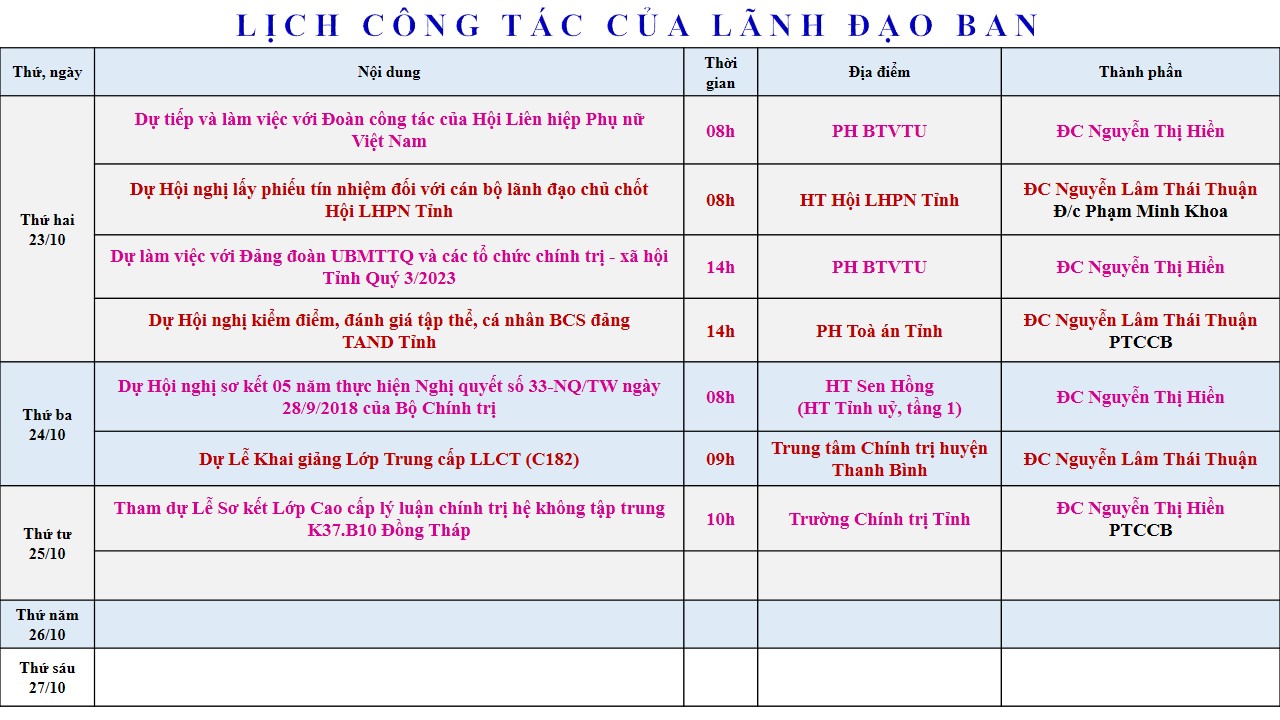 LỊCH CÔNG TÁC CỦA LÃNH ĐẠO BAN
Thứ, ngày
Nội dung
Thời
gian
Địa điểm
Thành phần
Thứ hai
23/10
Dự tiếp và làm việc với Đoàn công tác của Hội Liên hiệp Phụ nữ
Việt Nam
08h
PH BTVTU
ĐC Nguyễn Thị Hiền
Dự Hội nghị lấy phiếu tín nhiệm đối với cán bộ lãnh đạo chủ chốt
Hội LHPN Tỉnh
08h
HT Hội LHPN Tỉnh
ĐC Nguyễn Lâm Thái Thuận
Đ/c Phạm Minh Khoa
Dự làm việc với Đảng đoàn UBMTTQ và các tổ chức chính trị - xã hội
Tỉnh Quý 3/2023
14h
PH BTVTU
ĐC Nguyễn Thị Hiền
Dự Hội nghị kiểm điểm, đánh giá tập thể, cá nhân BCS đảng
TAND Tỉnh
14h
PH Toà án Tỉnh
ĐC Nguyễn Lâm Thái Thuận
PTCCB
Thứ ba
24/10
Dự Hội nghị sơ kết 05 năm thực hiện Nghị quyết số 33-NQ/TW ngày
28/9/2018 của Bộ Chính trị
08h
HT Sen Hồng
(HT Tỉnh uỷ, tầng 1)
ĐC Nguyễn Thị Hiền
Dự Lễ Khai giảng Lớp Trung cấp LLCT (C182)
09h
Trung tâm Chính trị huyện
Thanh Bình
ĐC Nguyễn Lâm Thái Thuận
Thứ tư
25/10
Tham dự Lễ Sơ kết Lớp Cao cấp lý luận chính trị hệ không tập trung
K37.B10 Đồng Tháp
10h
Trường Chính trị Tỉnh
ĐC Nguyễn Thị Hiền
PTCCB
Thứ năm
26/10
Thứ sáu
27/10